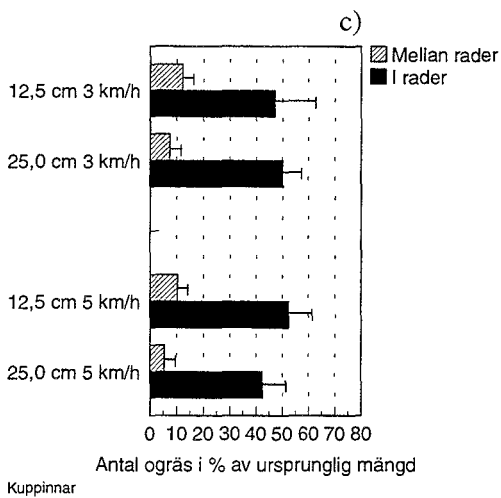 c)
Mellan rader
I rader
12,5 cm 3 km/h
25,0 cm 3 km/h
12,5 cm 5 km/h
25,0 cm 5 km/h
0 10 20 30 40 50 60 70 80
Antal ogräs i % av ursprunglig mängd
Kuppinnar